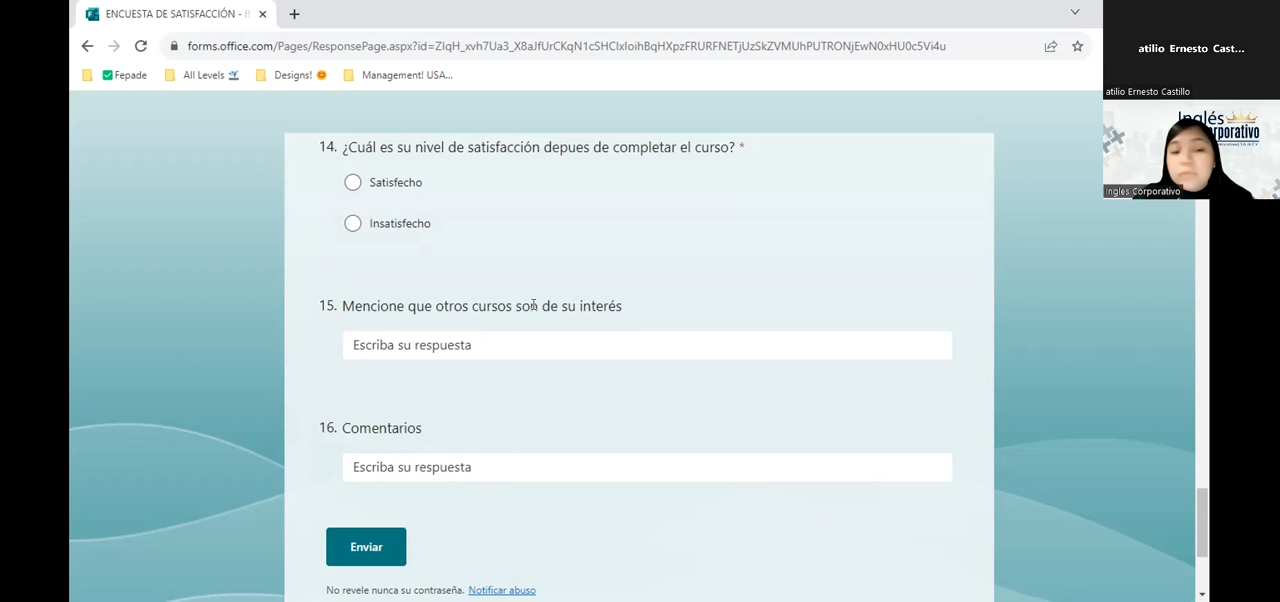 ENCUESTA DE SATISFACCIÓN - I
forms.office.com/Pages/ResponsePage.aspx?id=ZIqH_xvh7Ua3_X8aJfUrCKqN1cSHCIxIoihBqHXpzFRURFNETjUzSkZVMUhPUTRONjEwN0xHU0c5Vi4u
Fepade
All Levels
Designs!
Management! USA...
14. ¿Cuál es su nivel de satisfacción depues de completar el curso? *
Satisfecho
Insatisfecho
15. Mencione que otros cursos son de su interés
Escriba su respuesta
16. Comentarios
Escriba su respuesta
Enviar
No revele nunca su contraseña. Notificar abuso
atilio Ernesto Cast...
atilio Ernesto Castillo
Inglés
Corporativo
Ingles Corporativo